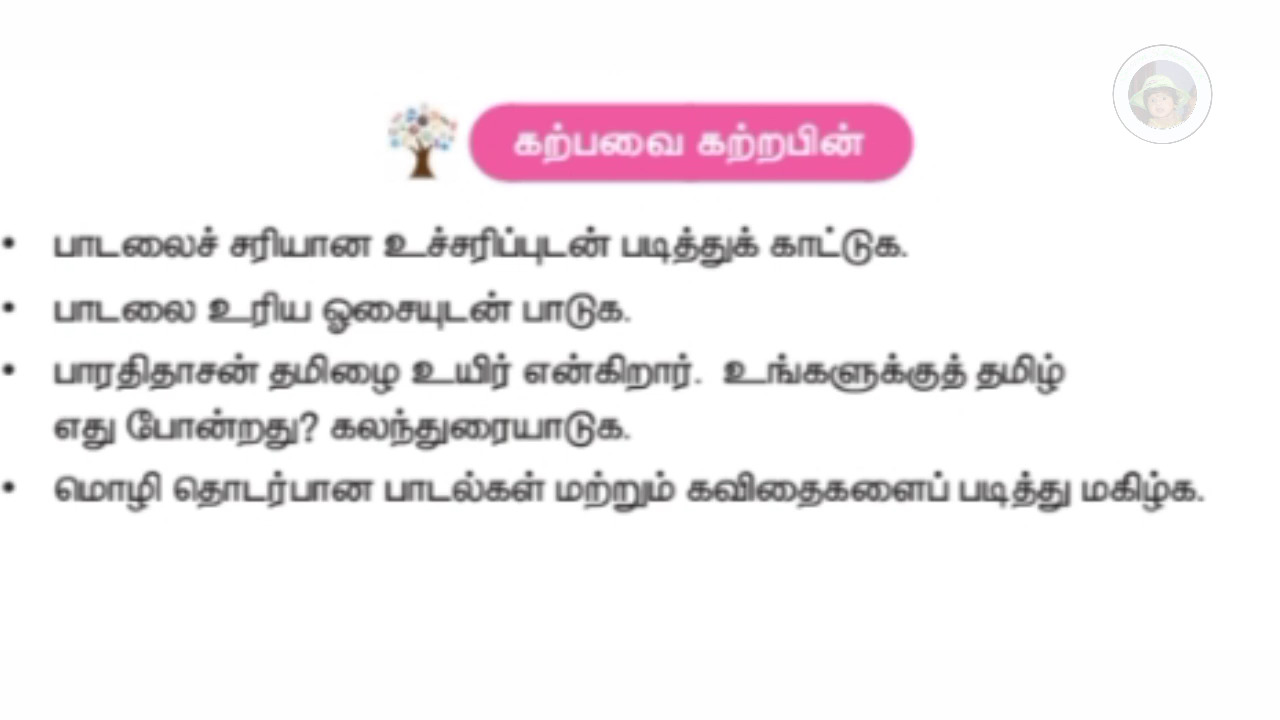 கற்பவை கற்றபின்
• பாடலைச் சரியான உச்சரிப்புடன் படித்துக் காட்டுக.
• பாடலை உரிய ஓசையுடன் பாடுக.
• பாரதிதாசன் தமிழை உயிர் என்கிறார். உங்களுக்குத் தமிழ்
எது போன்றது? கலந்துரையாடுக.
• மொழி தொடர்பான பாடல்கள் மற்றும் கவிதைகளைப் படித்து மகிழ்க.